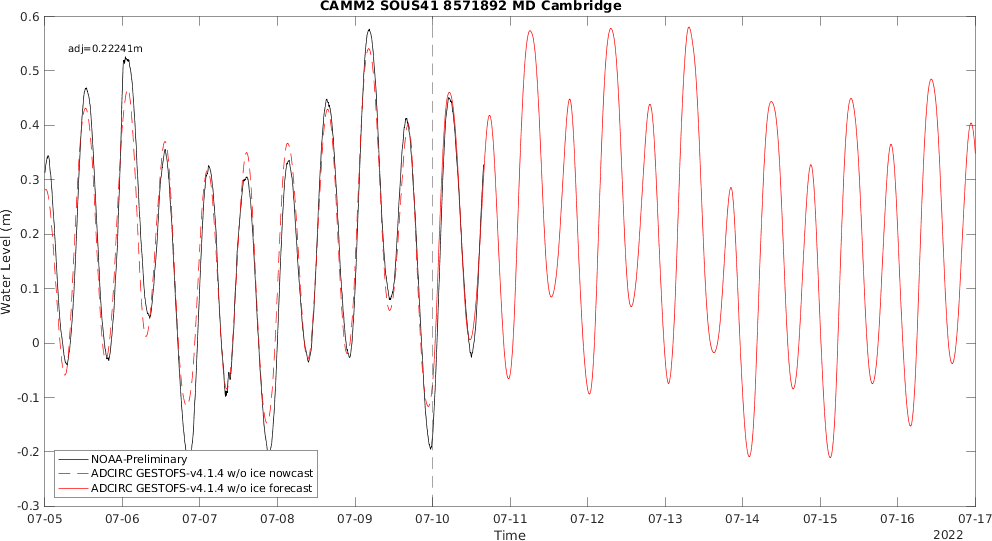 CAMM2 SOUS41 8571892 MD Cambridge
adj=0.22241m
0.6
0.5
0.4
0.3
0.2
0.1
0
-0.1
-0.2
-0.3
Water Level (m)
NOAA-Preliminary
ADCIRC GESTOFS-v4.1.4 w/o ice nowcast
ADCIRC GESTOFS-v4.1.4 w/o ice forecast
07-05 07-06 07-07 07-08 07-09 07-10 07-11 07-12 07-13 07-14 07-15 07-16 07-17
Time
2022